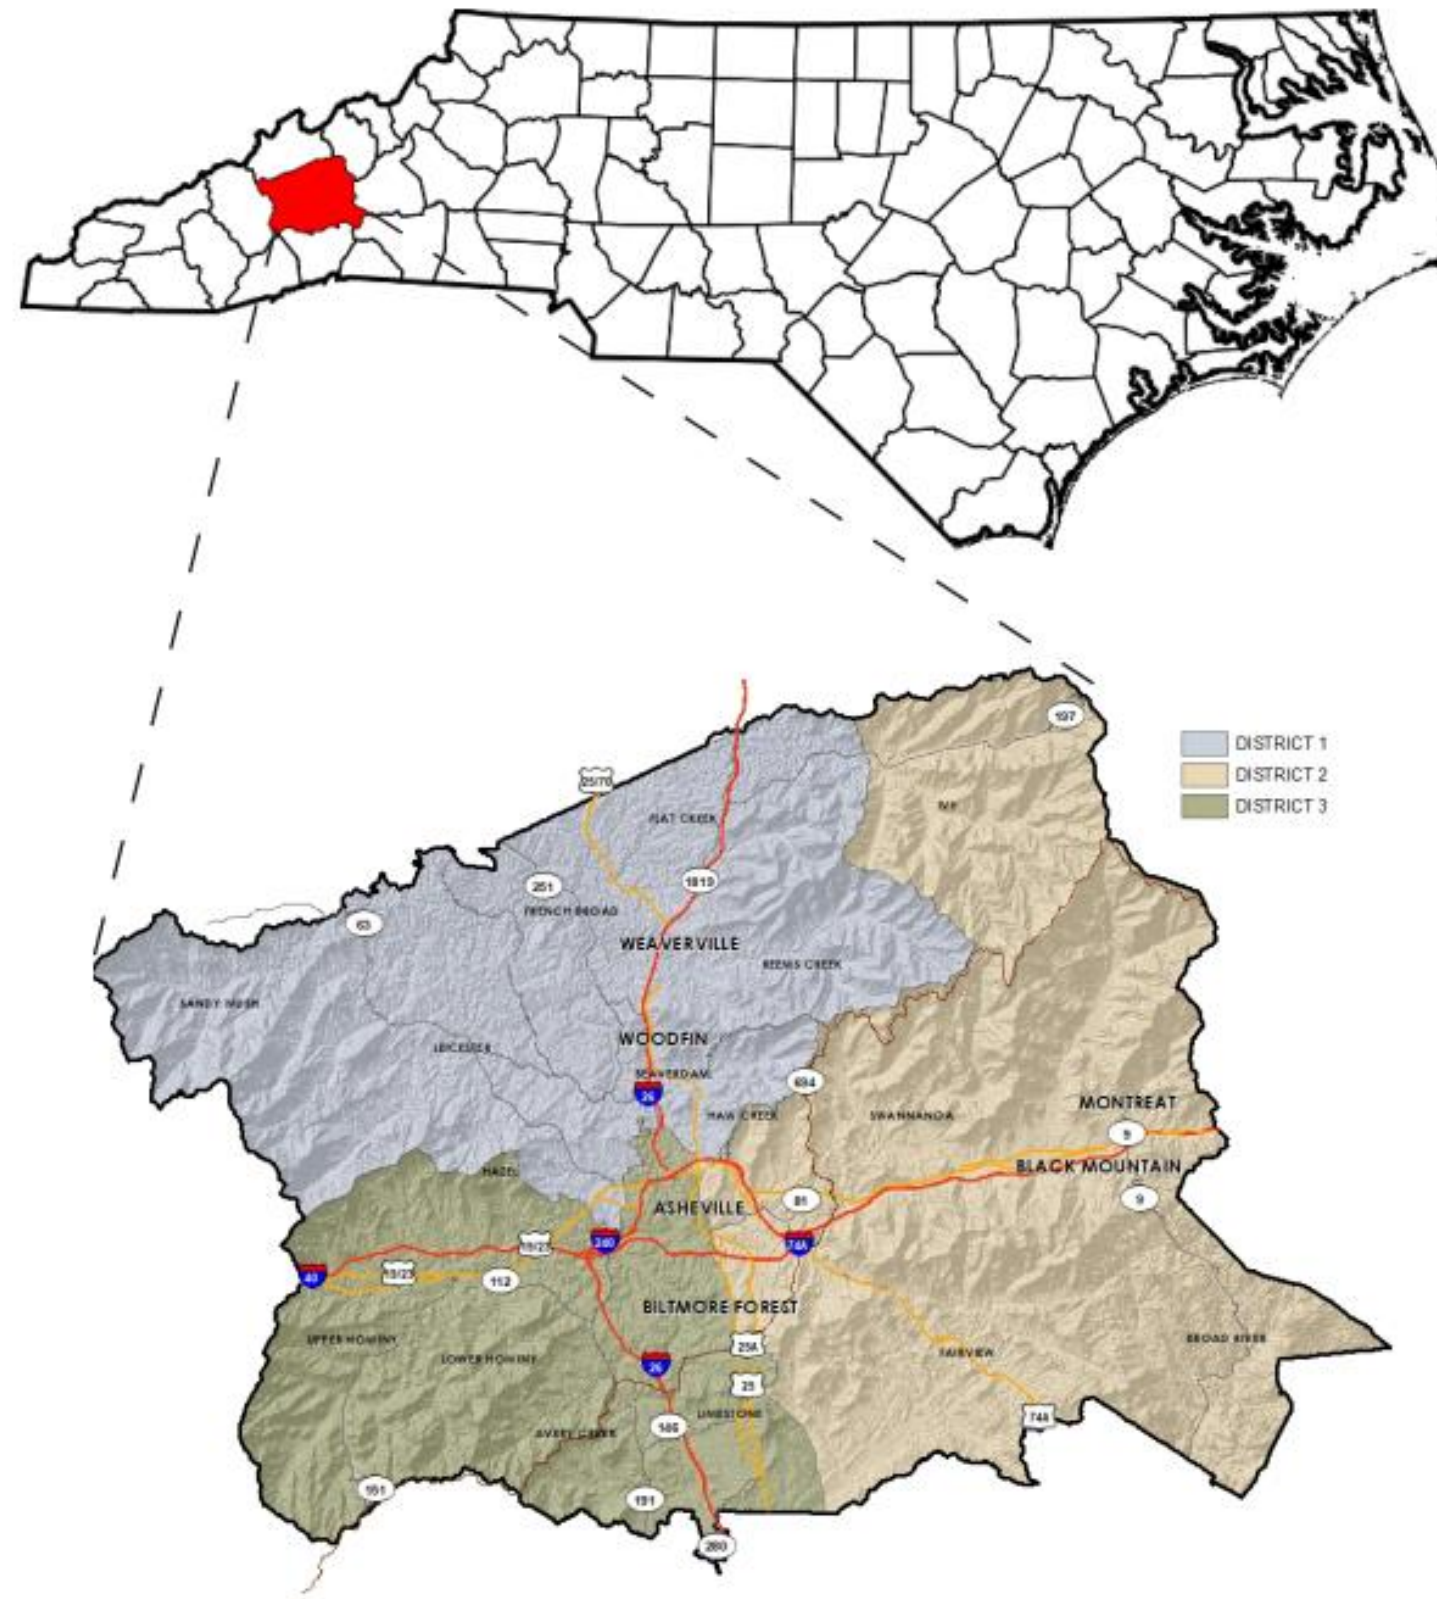 197
DISTRICT 1
DISTRICT 2
DISTRICT 3
25/70
IVY
FLAT CREEK
251
1819
FRENCH BROAD
63
WEAVERVILLE
REEMS CREEK
SANDY MUSH
LEICESTER
WOODFIN
BEAVERDAM
26
694
HAW CREEK
SWANNANOA
MONTREAT
9
BLACK MOUNTAIN
HAZEL
81
9
ASHEVILLE
19/23
240
74A
40
19/23
112
BILTMORE FOREST
UPPER HOMINY
25A
BROAD RIVER
LOWER HOMINY
26
FAIRVIEW
25
LIMESTONE
74A
146
AVERY CREEK
151
191
280